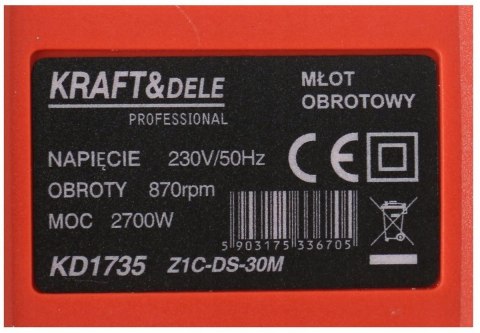 KRAFT&DELE
PROFESSIONAL
MŁOT
OBROTOWY
NAPIĘCIE 230V/50Hz
OBROTY 870rpm
MOC 2700W
CE
5 903175 336705
KD1735 Z1C-DS-30M